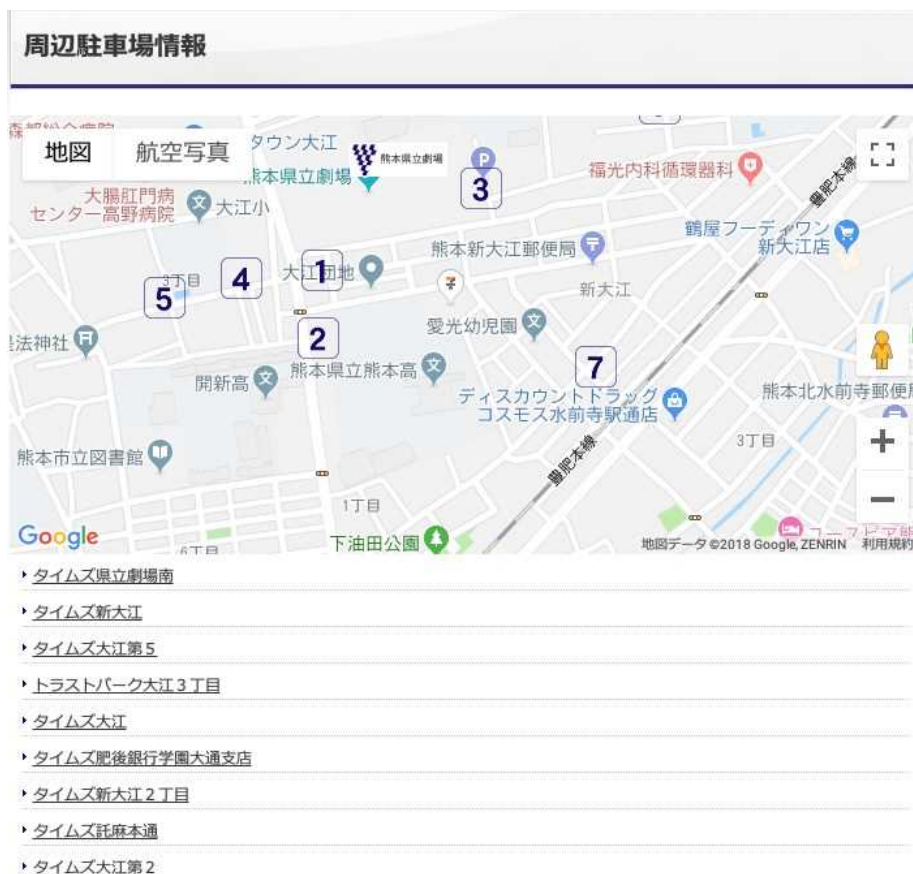 周辺駐車場情報
地図
航空写真
タウン大江
熊本県立劇場
熊本県立劇場
P
3
福光内科循環器科
豊肥本線
大腸肛門病
センター高野病院
大江小
鶴屋フーディワン
新大江店
熊本新大江郵便局
3丁目
4
1
大江団地
5
新大江
愛光幼児園
法神社
2
熊本県立熊本高
開新高
7
ディスカウントドラッグ
コスモス水前寺駅通店
熊本北水前寺郵便
熊本市立図書館
豊肥本線
3丁目
+
−
1丁目
Google
6丁目
下油田公園
地図データ ©2018 Google, ZENRIN
利用規約
タイムズ県立劇場南
タイムズ新大江
タイムズ大江第5
トラストパーク大江3丁目
タイムズ大江
タイムズ肥後銀行学園大通支店
タイムズ新大江2丁目
タイムズ託麻本通
タイムズ大江第2